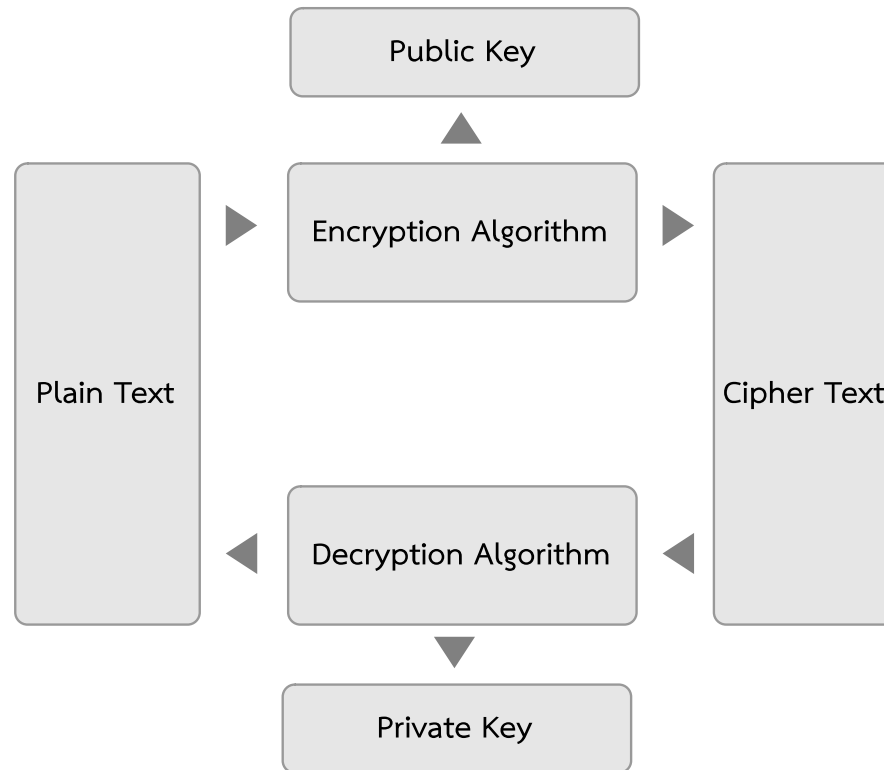 Public Key
Encryption Algorithm
Plain Text
Cipher Text
Decryption Algorithm
Private Key